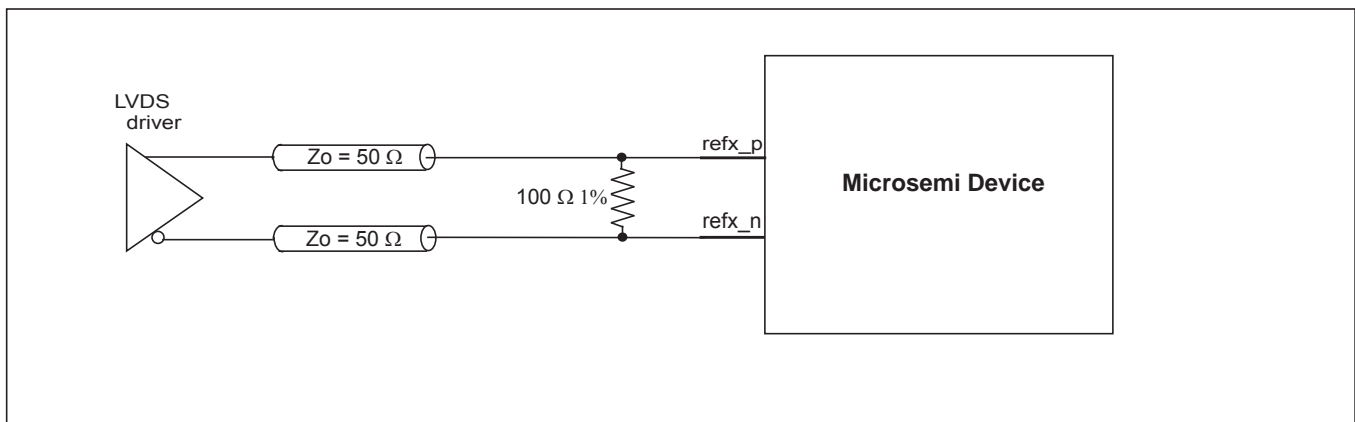 LVDS
driver
Zo = 50 Ω
refx_p
100 Ω 1%
Microsemi Device
refx_n
Zo = 50 Ω